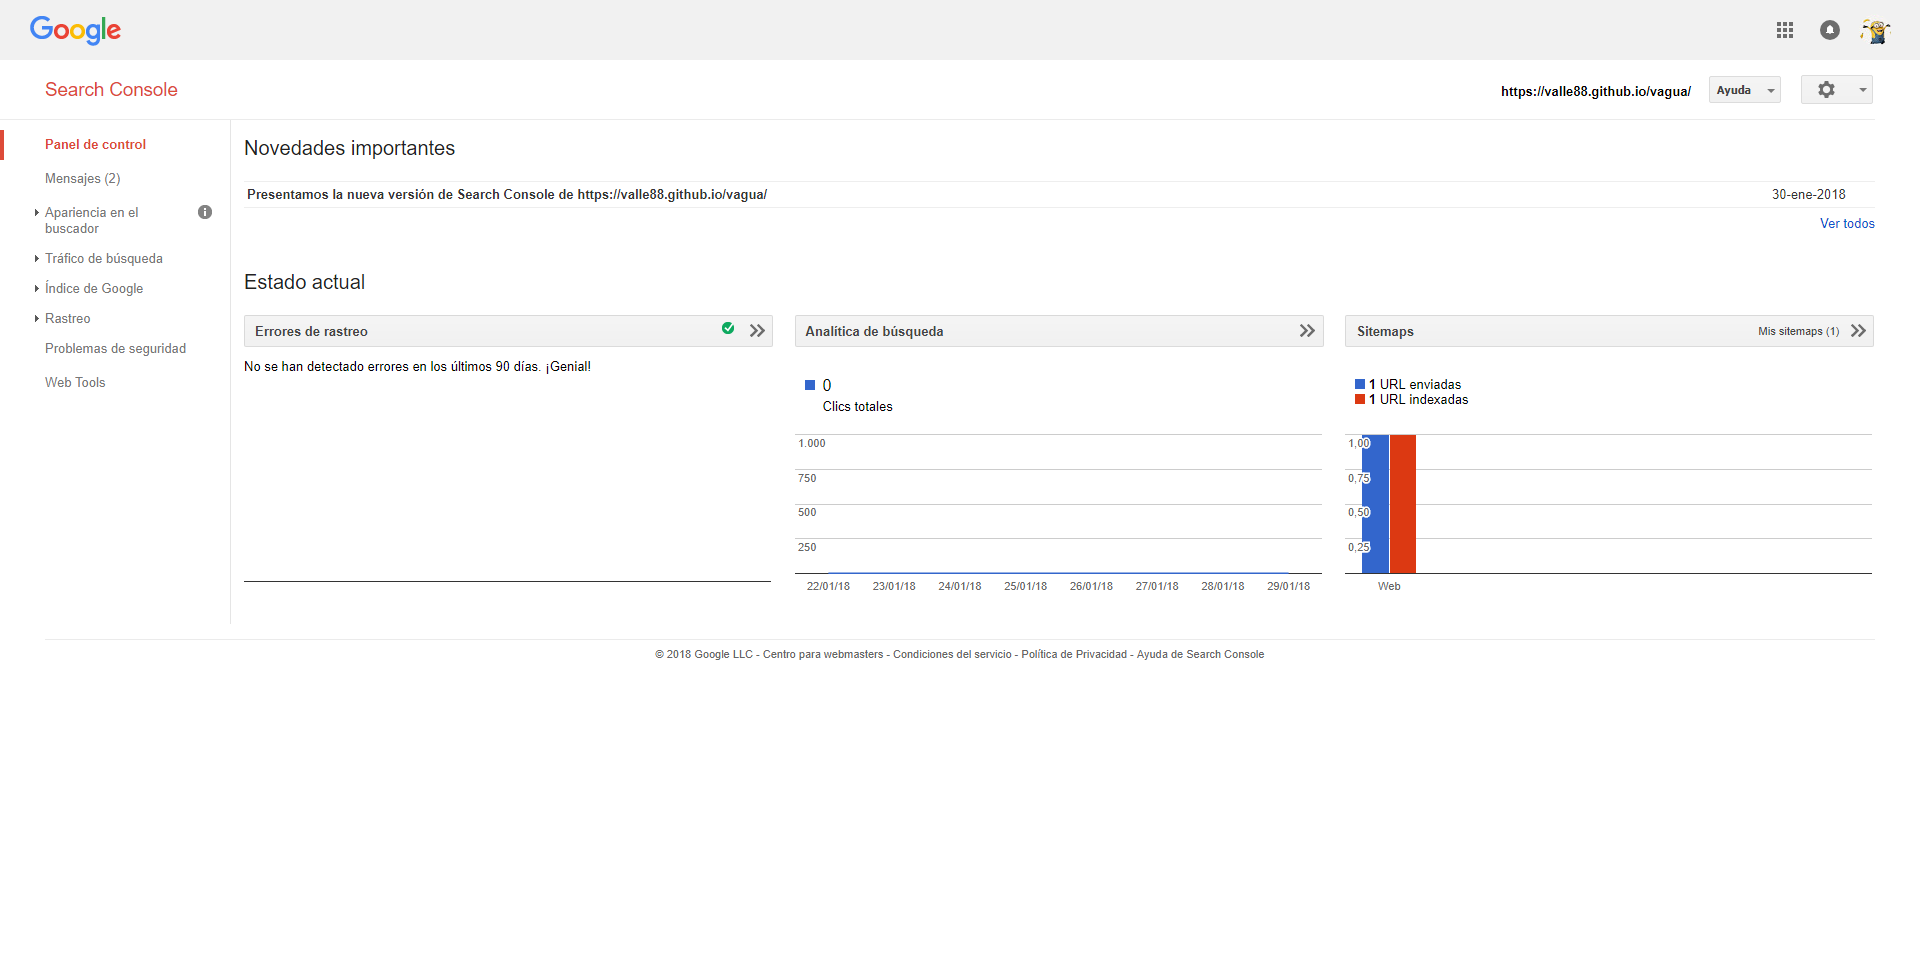 Google
Search Console
https://valle88.github.io/vagua/
Ayuda
Panel de control
Mensajes (2)
Apariencia en el
buscador
Tráfico de búsqueda
Índice de Google
Rastreo
Problemas de seguridad
Web Tools
Novedades importantes
Presentamos la nueva versión de Search Console de https://valle88.github.io/vagua/ 30-ene-2018
Ver todos
Estado actual
Errores de rastreo
No se han detectado errores en los últimos 90 días. ¡Genial!
Analítica de búsqueda
0
Clics totales
1.000
750
500
250
22/01/18 23/01/18 24/01/18 25/01/18 26/01/18 27/01/18 28/01/18 29/01/18
Sitemaps Mis sitemaps (1)
1 URL enviadas
1 URL indexadas
1,00
0,75
0,50
0,25
Web
© 2018 Google LLC - Centro para webmasters - Condiciones del servicio - Política de Privacidad - Ayuda de Search Console